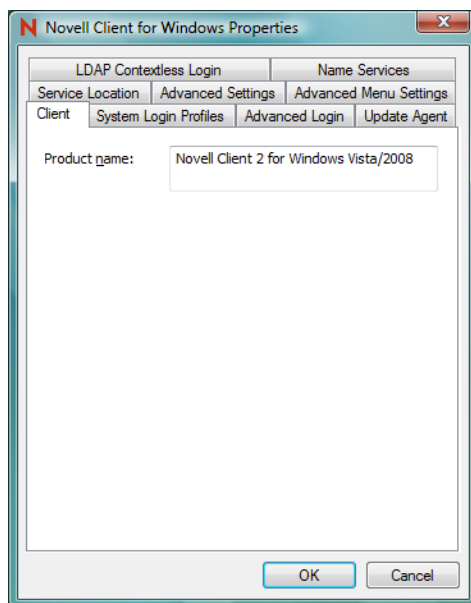 Novell Client for Windows Properties
LDAP Contextless Login Name Services
Service Location Advanced Settings Advanced Menu Settings
Client System Login Profiles Advanced Login Update Agent
Product name: Novell Client 2 for Windows Vista/2008
OK Cancel